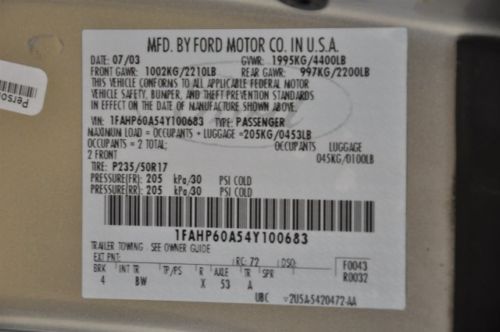 MFD. BY FORD MOTOR CO. IN U.S.A.
DATE: 07/03 GVWR: 1995KG/4400LB
FRONT GAWR: 1002KG/2210LB REAR GAWR: 997KG/2200LB
THIS VEHICLE CONFORMS TO ALL APPLICABLE FEDERAL MOTOR
VEHICLE SAFETY, BUMPER, AND THEFT PREVENTION STANDARDS
IN EFFECT ON THE DATE OF MANUFACTURE SHOWN ABOVE.
VIN: 1FAHP60A54Y100683 TYPE: PASSENGER
MAXIMUM LOAD = OCCUPANTS + LUGGAGE =205KG/0453LB
OCCUPANTS = 2 TOTAL; OCCUPANTS LUGGAGE
2 FRONT 045KG/0100LB
TIRE: P235/50R17
PRESSURE(FR) 205 kPa/30 PSI COLD
PRESSURE(RR) 205 kPa/30 PSI COLD
1FAHP60A54Y100683
TRAILER TOWING - SEE OWNER GUIDE
EXT PNT: RC: 72 DSO: F0043
BRK INT TR TP/PS R AXLE TR SPR R0032
4 BW X 53 A
UBC 2U5A-5420472-AA
Person